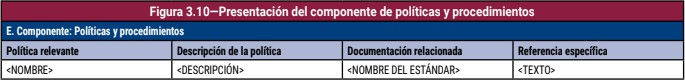 Figura 3.10—Presentación del componente de políticas y procedimientos
E. Componente: Políticas y procedimientos
Política relevante Descripción de la política Documentación relacionada Referencia específica
<NOMBRE> <DESCRIPCIÓN> <NOMBRE DEL ESTÁNDAR> <TEXTO>